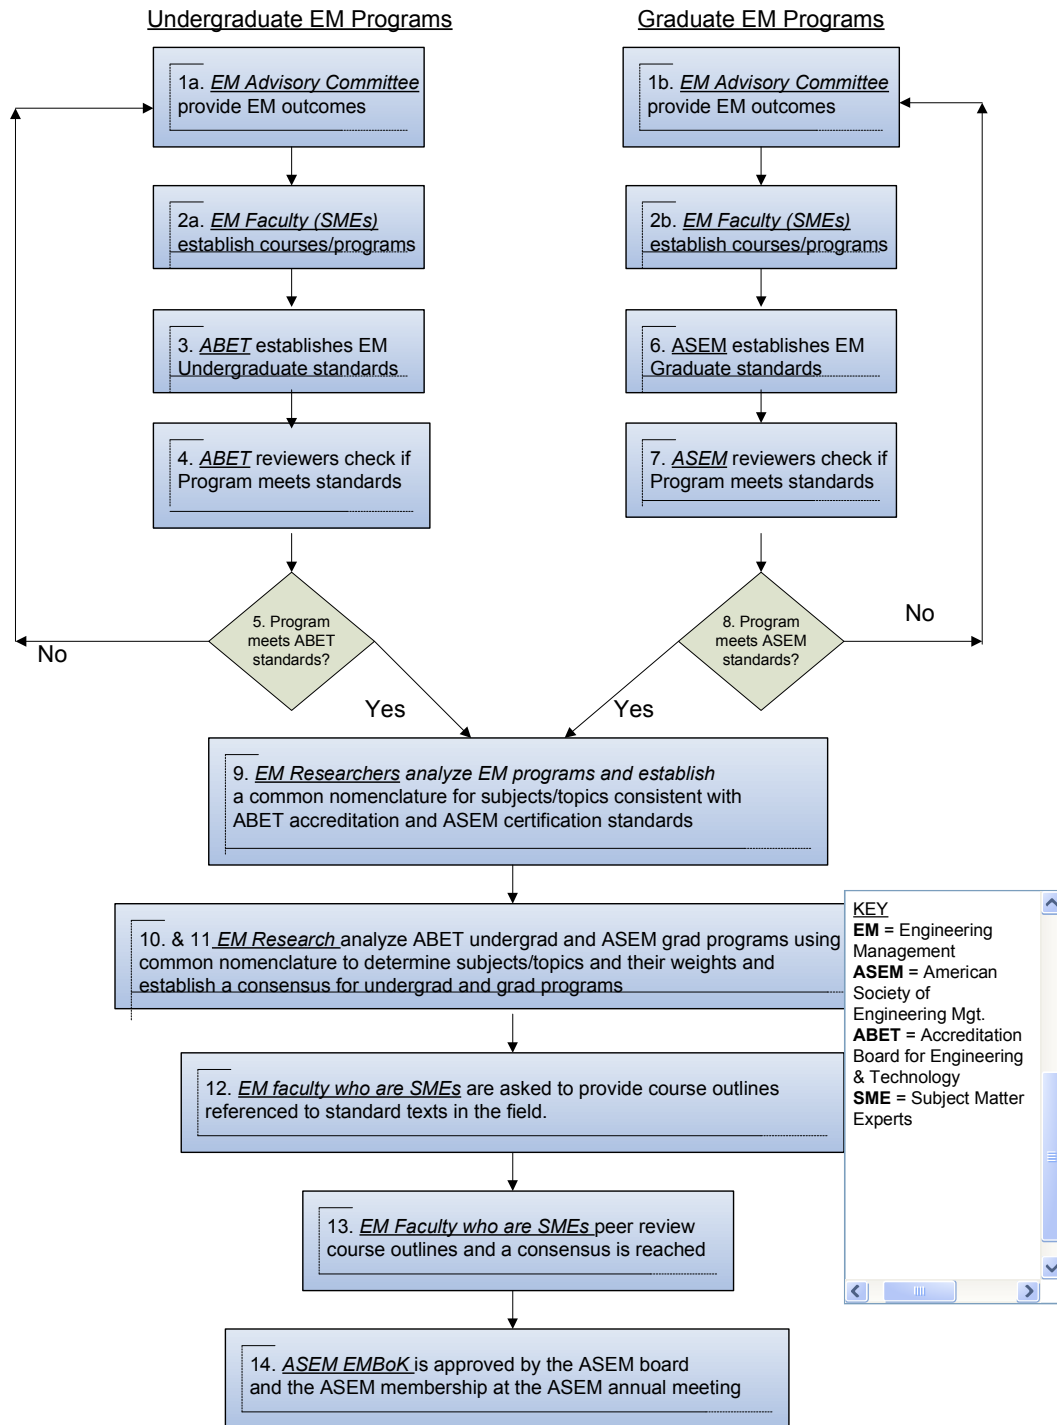 Undergraduate EM Programs
Graduate EM Programs
1a. EM Advisory Committee
provide EM outcomes
1b. EM Advisory Committee
provide EM outcomes
2a. EM Faculty (SMEs)
establish courses/programs
2b. EM Faculty (SMEs)
establish courses/programs
3. ABET establishes EM
Undergraduate standards
6. ASEM establishes EM
Graduate standards
4. ABET reviewers check if
Program meets standards
7. ASEM reviewers check if
Program meets standards
5. Program
meets ABET
standards?
8. Program
meets ASEM
standards?
No
No
Yes
Yes
9. EM Researchers analyze EM programs and establish
a common nomenclature for subjects/topics consistent with
ABET accreditation and ASEM certification standards
10. & 11 EM Research analyze ABET undergrad and ASEM grad programs using
common nomenclature to determine subjects/topics and their weights and
establish a consensus for undergrad and grad programs
KEY
EM = Engineering
Management
ASEM = American
Society of
Engineering Mgt.
ABET = Accreditation
Board for Engineering
& Technology
SME = Subject Matter
Experts
12. EM faculty who are SMEs are asked to provide course outlines
referenced to standard texts in the field.
13. EM Faculty who are SMEs peer review
course outlines and a consensus is reached
14. ASEM EMBoK is approved by the ASEM board
and the ASEM membership at the ASEM annual meeting